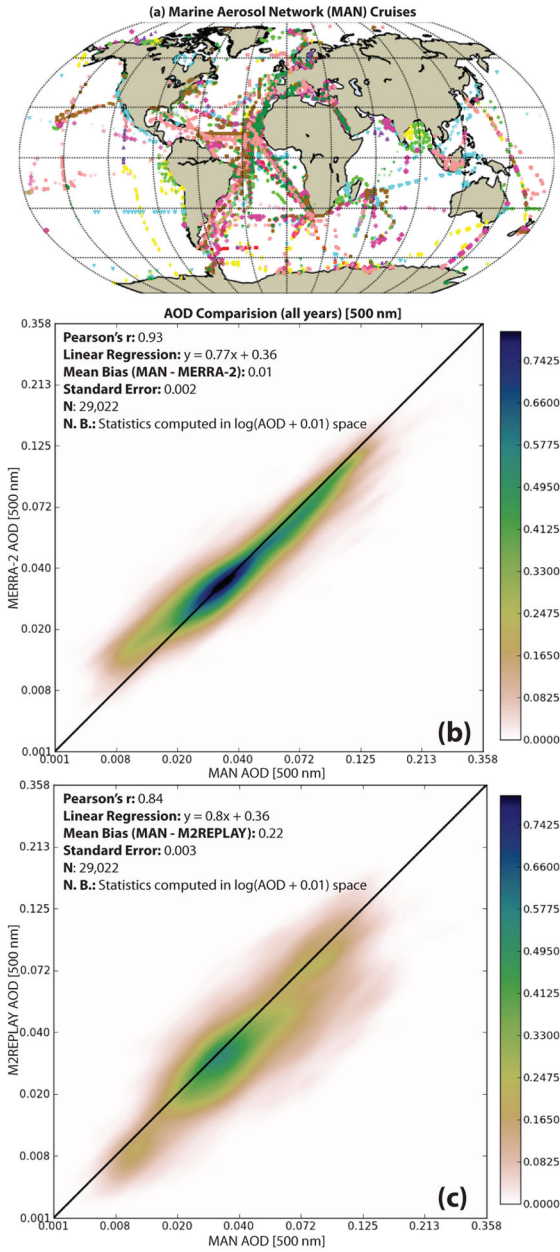 (a) Marine Aerosol Network (MAN) Cruises
AOD Comparision (all years) [500 nm]
Pearson's r: 0.93
Linear Regression: y = 0.77x + 0.36
Mean Bias (MAN - MERRA-2): 0.01
Standard Error: 0.002
N: 29,022
N. B.: Statistics computed in log(AOD + 0.01) space
MERRA-2 AOD [500 nm]
0.358
0.213
0.125
0.072
0.040
0.020
0.008
0.001
0.001 0.008 0.020 0.040 0.072 0.125 0.213 0.358
MAN AOD [500 nm]
(b)
0.7425
0.6600
0.5775
0.4950
0.4125
0.3300
0.2475
0.1650
0.0825
0.0000
Pearson's r: 0.84
Linear Regression: y = 0.8x + 0.36
Mean Bias (MAN - M2REPLAY): 0.22
Standard Error: 0.003
N: 29,022
N. B.: Statistics computed in log(AOD + 0.01) space
M2REPLAY AOD [500 nm]
0.358
0.213
0.125
0.072
0.040
0.020
0.008
0.001
0.001 0.008 0.020 0.040 0.072 0.125 0.213 0.358
MAN AOD [500 nm]
(c)
0.7425
0.6600
0.5775
0.4950
0.4125
0.3300
0.2475
0.1650
0.0825
0.0000